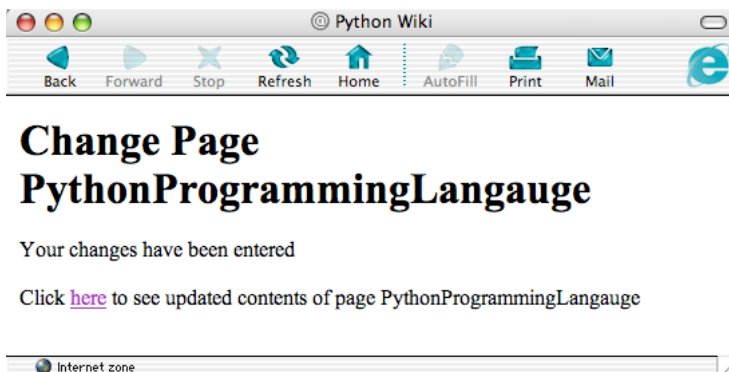 @ Python Wiki
Back Forward Stop Refresh Home AutoFill Print Mail
Change Page
PythonProgrammingLangauge
Your changes have been entered
Click here to see updated contents of page PythonProgrammingLangauge
Internet zone